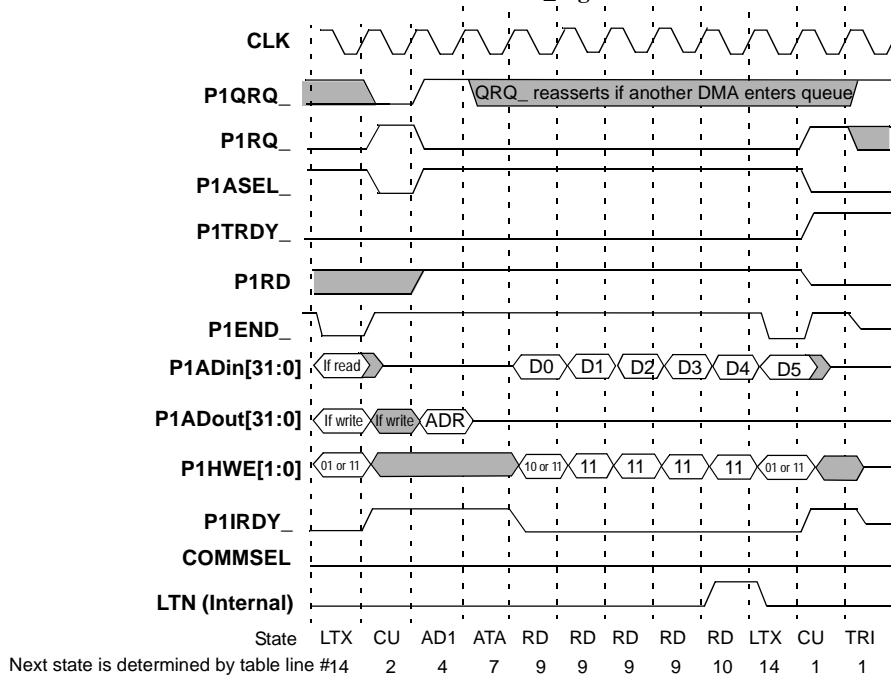 CLK
P1QRQ_ QRQ_ reasserts if another DMA enters queue
P1RQ_
P1ASEL_
P1TRDY_
P1RD
P1END_
P1ADin[31:0] If read D0 D1 D2 D3 D4 D5
P1ADout[31:0] If write If write ADR
P1HWE[1:0] 01 or 11 10 or 11 11 11 11 11 01 or 11
P1IRDY_
COMMSEL
LTN (Internal)
State LTX CU AD1 ATA RD RD RD RD RD LTX CU TRI
Next state is determined by table line #14 2 4 7 9 9 9 9 10 14 1 1